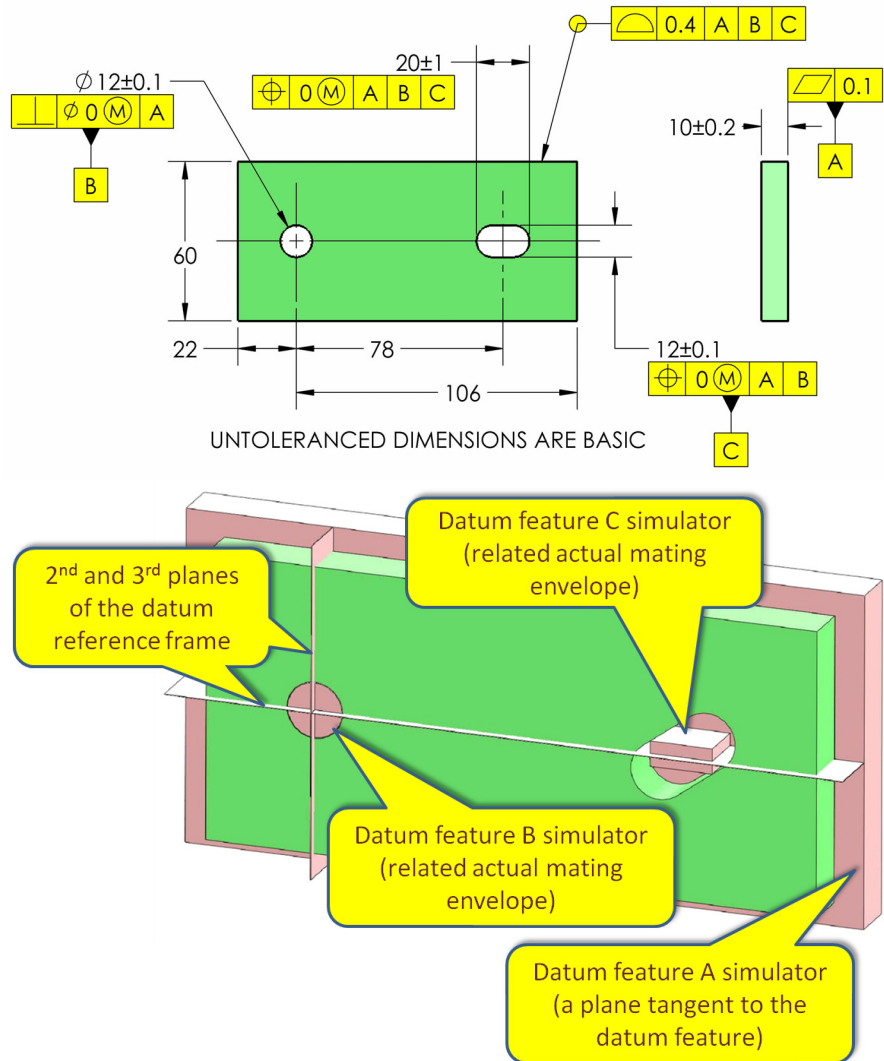 ⌓ 0.4 A B C
20±1
⌀12±0.1
⌖ 0 Ⓜ A B C
⏥ 0.1
⟂ ⌀ 0 Ⓜ A
10±0.2
A
B
60
22
78
12±0.1
⌖ 0 Ⓜ A B
106
UNTOLERANCED DIMENSIONS ARE BASIC
C
Datum feature C simulator
(related actual mating
envelope)
2nd and 3rd planes
of the datum
reference frame
Datum feature B simulator
(related actual mating
envelope)
Datum feature A simulator
(a plane tangent to the
datum feature)